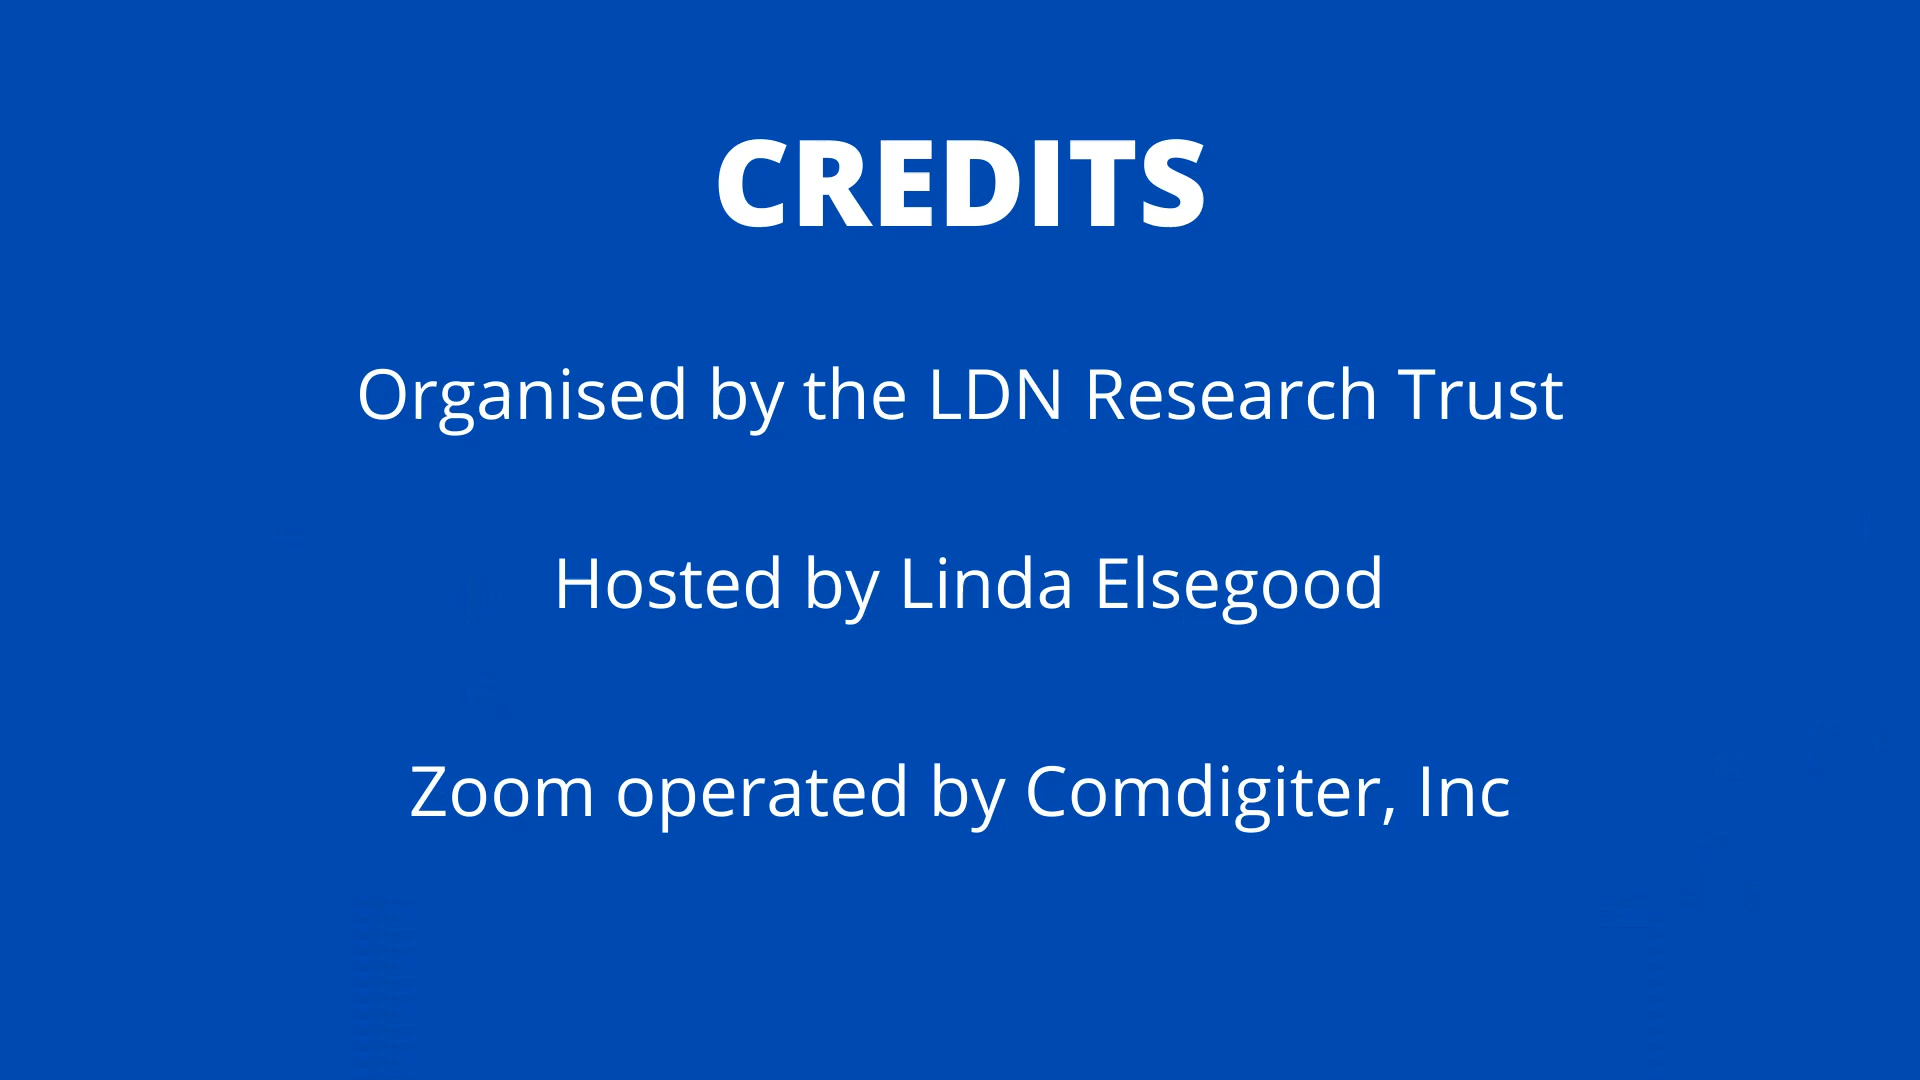 CREDITS
Organised by the LDN Research Trust
Hosted by Linda Elsegood
Zoom operated by Comdigiter, Inc